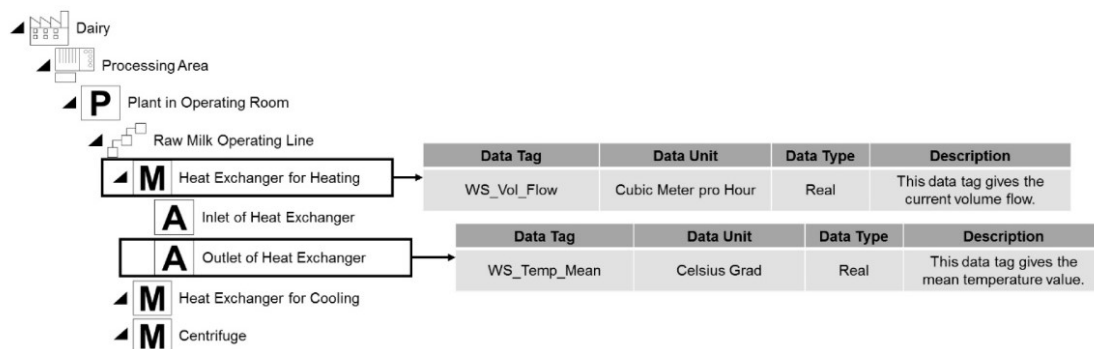 Dairy
Processing Area
P Plant in Operating Room
Raw Milk Operating Line
M Heat Exchanger for Heating
Data Tag Data Unit Data Type Description
WS_Vol_Flow Cubic Meter pro Hour Real This data tag gives the
current volume flow.
A Inlet of Heat Exchanger
A Outlet of Heat Exchanger
Data Tag Data Unit Data Type Description
WS_Temp_Mean Celsius Grad Real This data tag gives the
mean temperature value.
M Heat Exchanger for Cooling
M Centrifuge